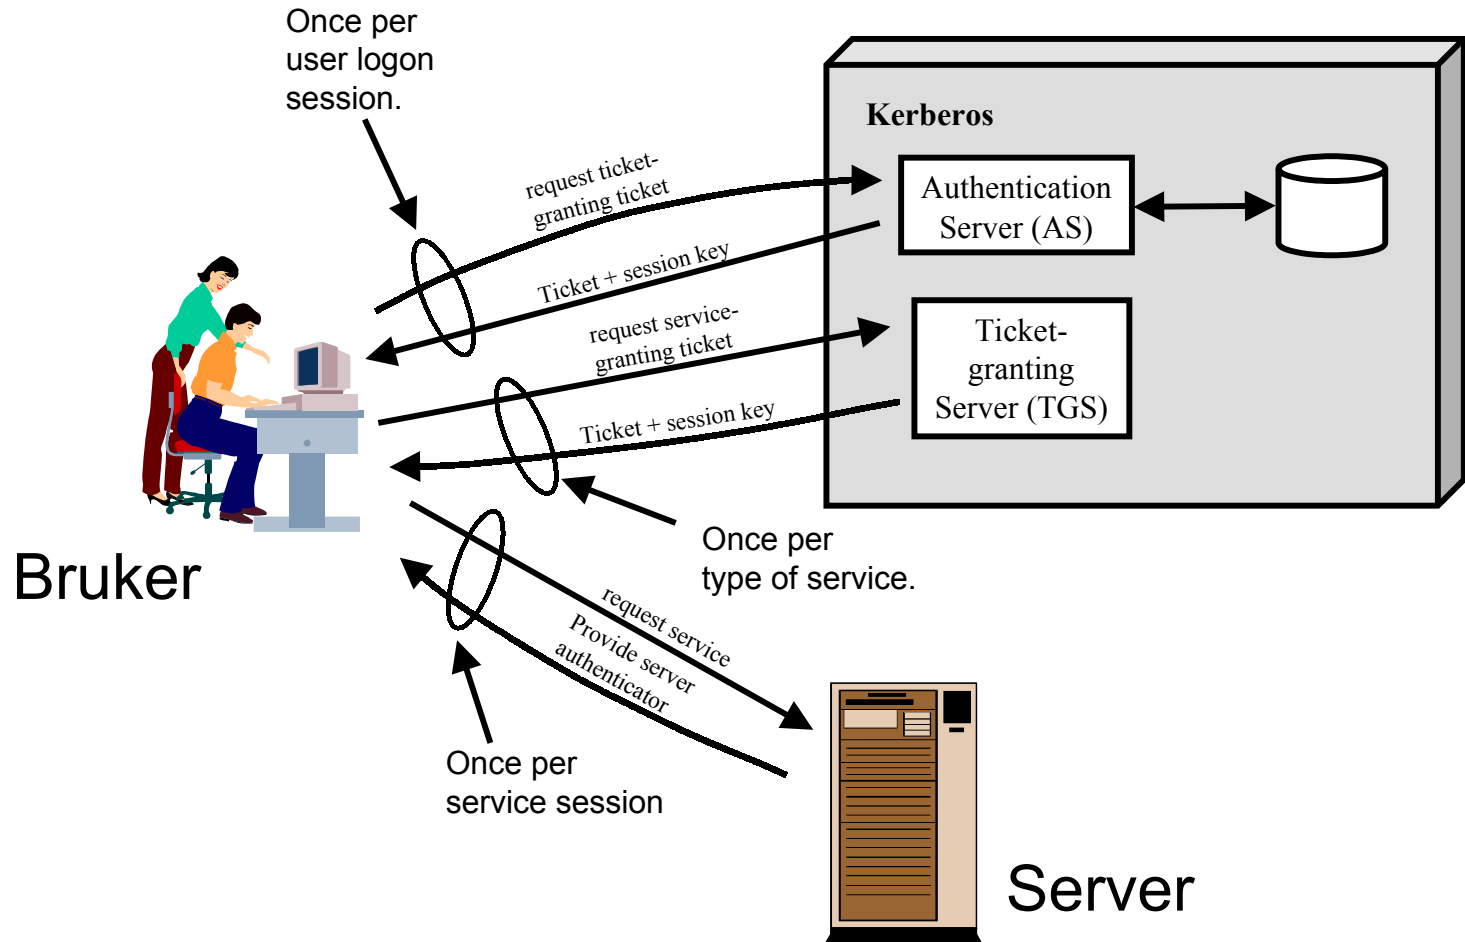 Once per
user logon
session.
Kerberos
request ticket-
granting ticket
Authentication
Server (AS)
Ticket + session key
request service-
granting ticket
Ticket-
granting
Server (TGS)
Ticket + session key
Once per
type of service.
Bruker
request service
Provide server
authenticator
Once per
service session
Server